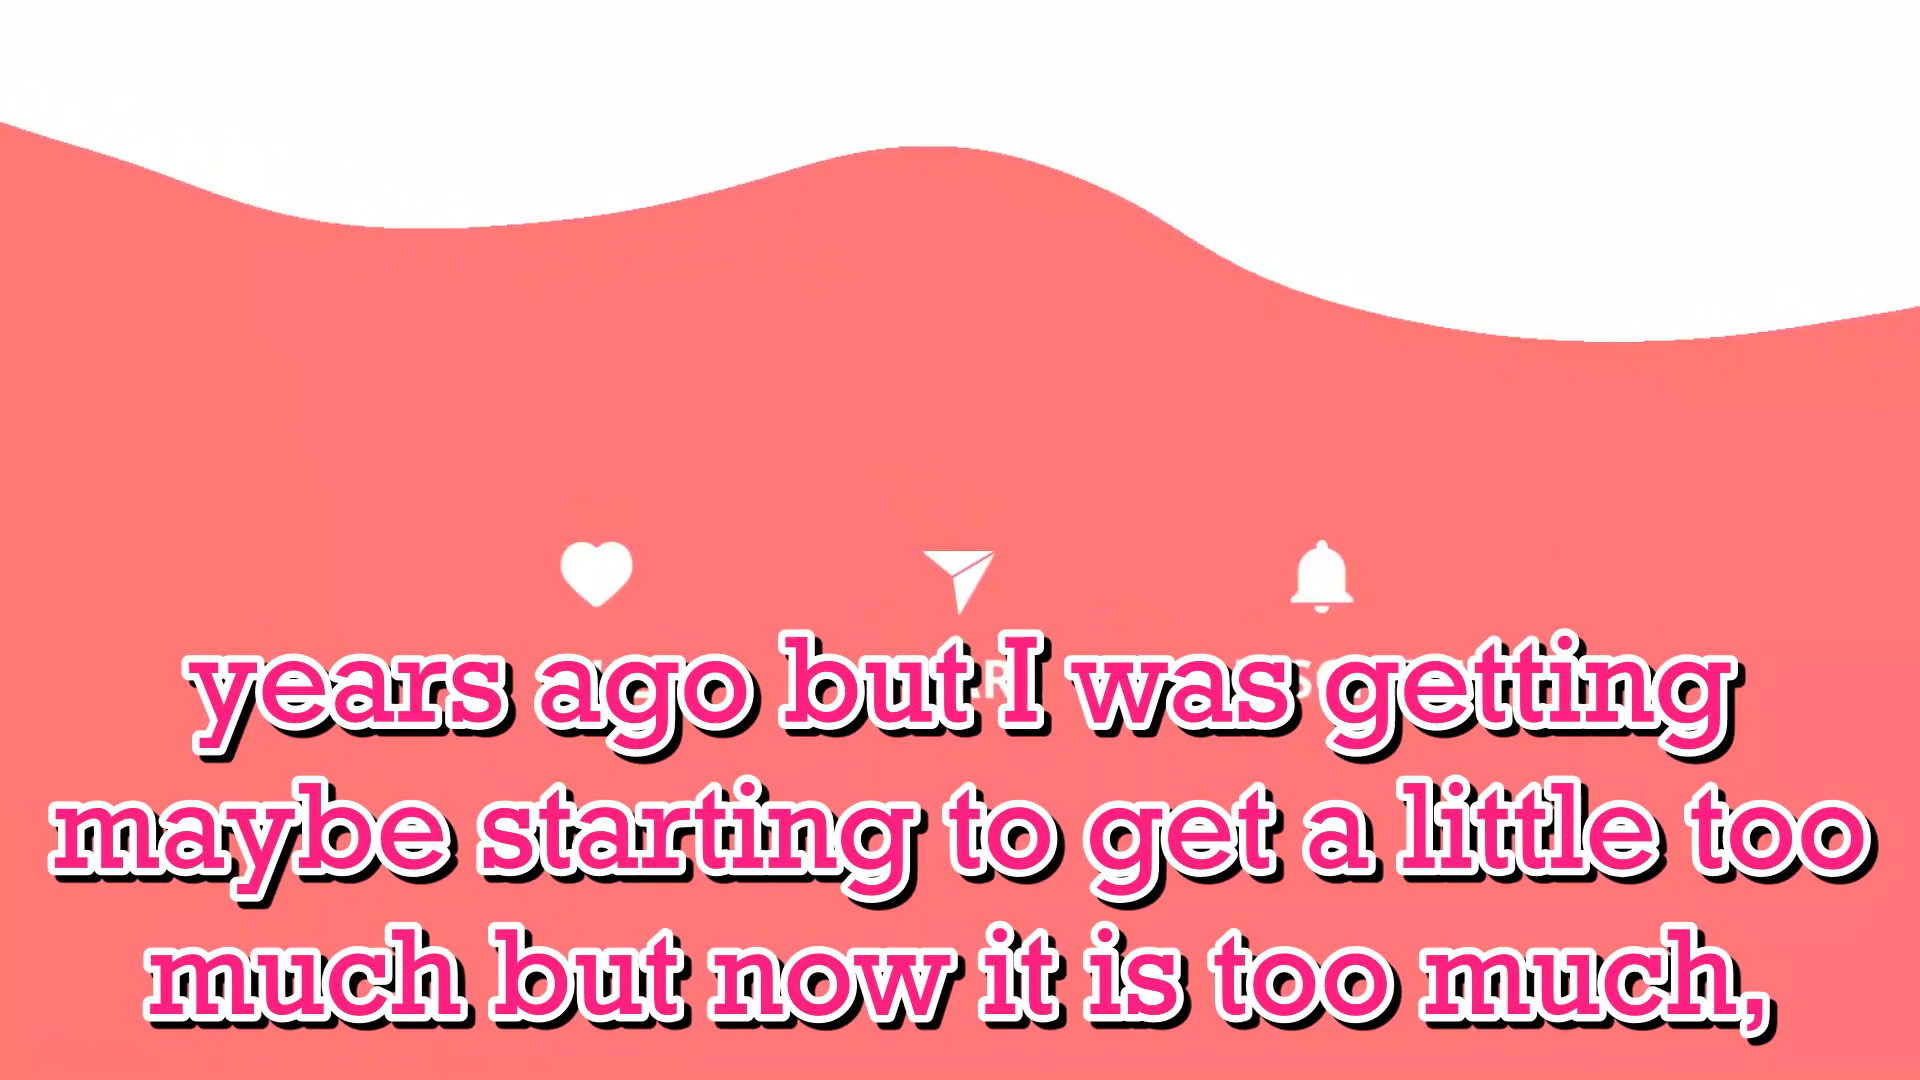 years ago but I was getting
maybe starting to get a little too
much but now it is too much,